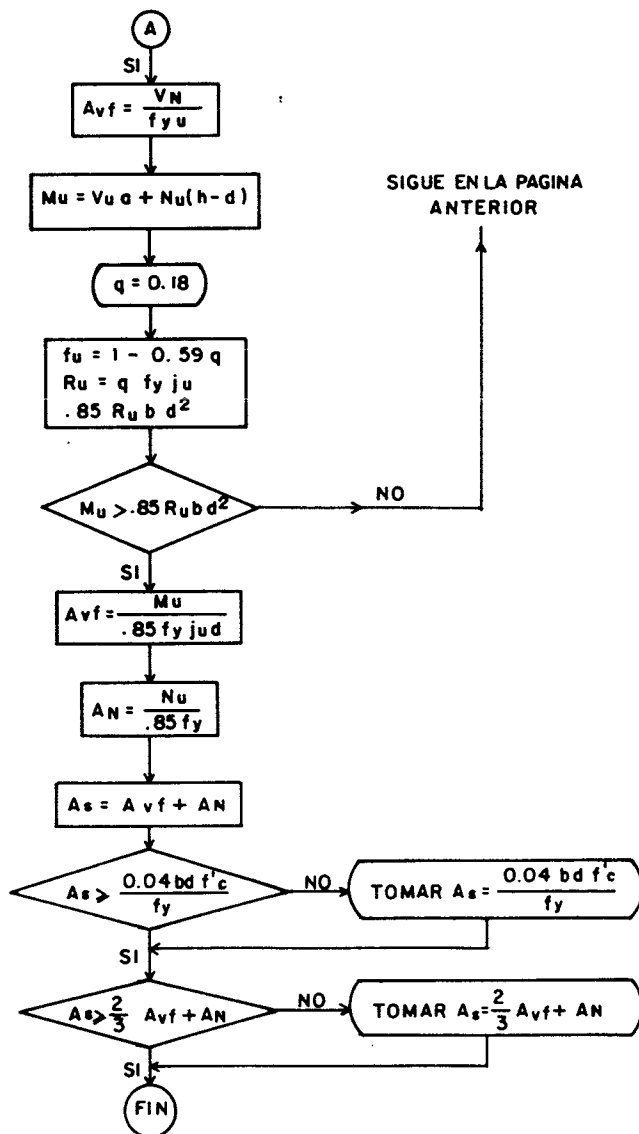 A
SI
Avf = VN / fyu
Mu = Vu a + Nu (h-d)
SIGUE EN LA PAGINA
ANTERIOR
q = 0.18
fu = 1 - 0.59 q
Ru = q fy ju
.85 Ru b d²
Mu > .85 Ru b d²
NO
SI
Avf = Mu / .85 fy jud
AN = Nu / .85 fy
As = Avf + AN
As ⩾ 0.04 bd f'c / fy
NO
TOMAR As = 0.04 bd f'c / fy
SI
As ⩾ 2/3 Avf + AN
NO
TOMAR As = 2/3 Avf + AN
SI
FIN